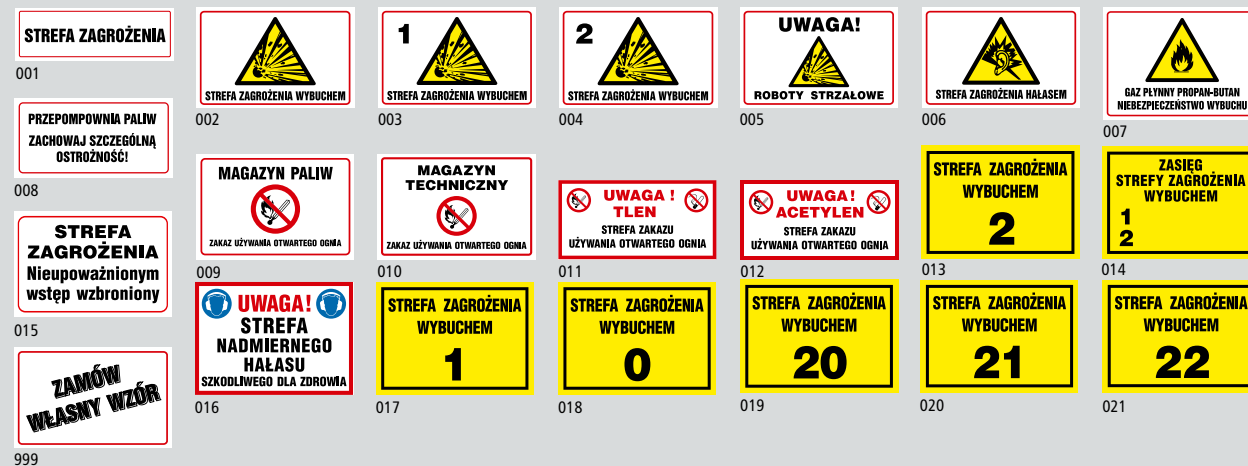 STREFA ZAGROŻENIA
001
STREFA ZAGROŻENIA WYBUCHEM
002
1
STREFA ZAGROŻENIA WYBUCHEM
003
2
STREFA ZAGROŻENIA WYBUCHEM
004
UWAGA!
ROBOTY STRZAŁOWE
005
STREFA ZAGROŻENIA HAŁASEM
006
GAZ PŁYNNY PROPAN-BUTAN
NIEBEZPIECZEŃSTWO WYBUCHU
007
PRZEPOMPOWNIA PALIW
ZACHOWAJ SZCZEGÓLNĄ
OSTROŻNOŚĆ!
008
MAGAZYN PALIW
ZAKAZ UŻYWANIA OTWARTEGO OGNIA
009
MAGAZYN
TECHNICZNY
ZAKAZ UŻYWANIA OTWARTEGO OGNIA
010
UWAGA !
TLEN
STREFA ZAKAZU
UŻYWANIA OTWARTEGO OGNIA
011
UWAGA!
ACETYLEN
STREFA ZAKAZU
UŻYWANIA OTWARTEGO OGNIA
012
STREFA ZAGROŻENIA
WYBUCHEM
2
013
ZASIĘG
STREFY ZAGROŻENIA
WYBUCHEM
1
2
014
STREFA
ZAGROŻENIA
Nieupoważnionym
wstęp wzbroniony
015
UWAGA!
STREFA
NADMIERNEGO
HAŁASU
SZKODLIWEGO DLA ZDROWIA
016
STREFA ZAGROŻENIA
WYBUCHEM
1
017
STREFA ZAGROŻENIA
WYBUCHEM
0
018
STREFA ZAGROŻENIA
WYBUCHEM
20
019
STREFA ZAGROŻENIA
WYBUCHEM
21
020
STREFA ZAGROŻENIA
WYBUCHEM
22
021
ZAMÓW
WŁASNY WZÓR
999